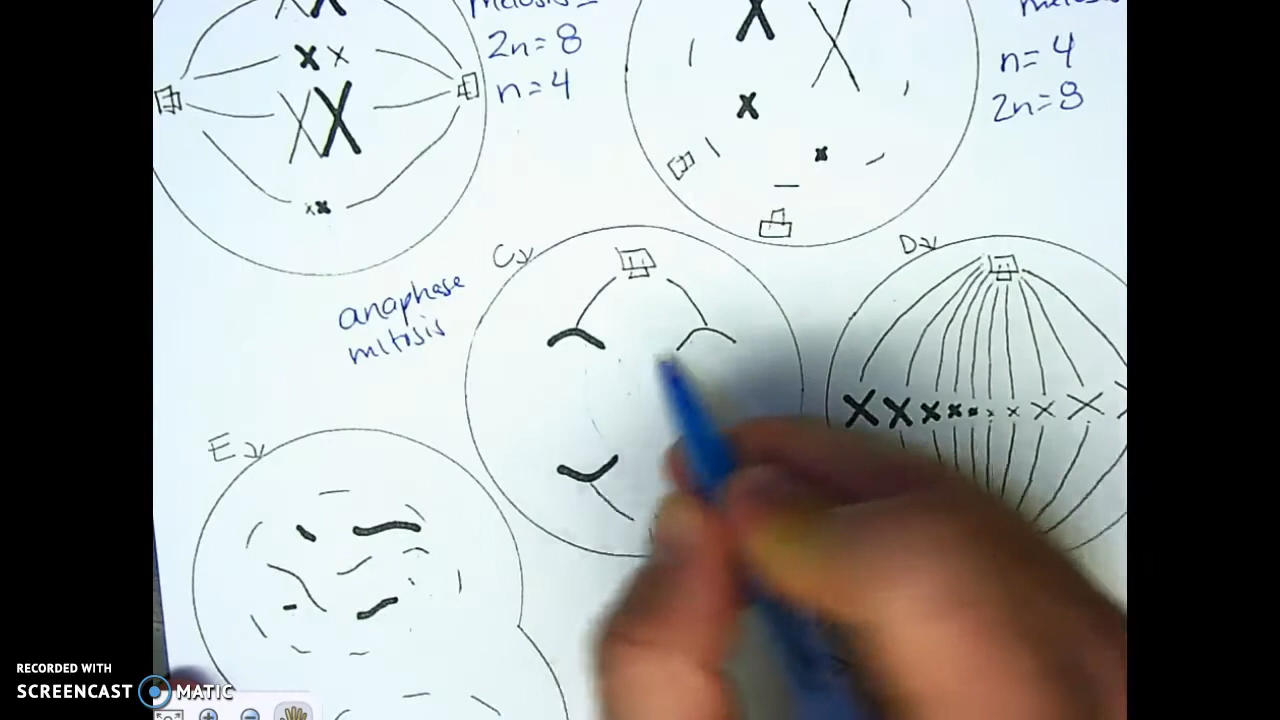 2n=8
n=4
n=4
2n=8
C
D
anaphase
mitosis
E
RECORDED WITH
SCREENCAST MATIC